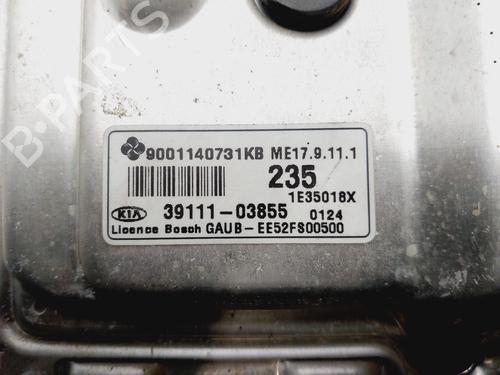 B-PARTS
9001140731KB ME17.9.11.1
235
1E35018X
KIA 39111-03855 0124
Licence Bosch GAUB-EE52FS00500